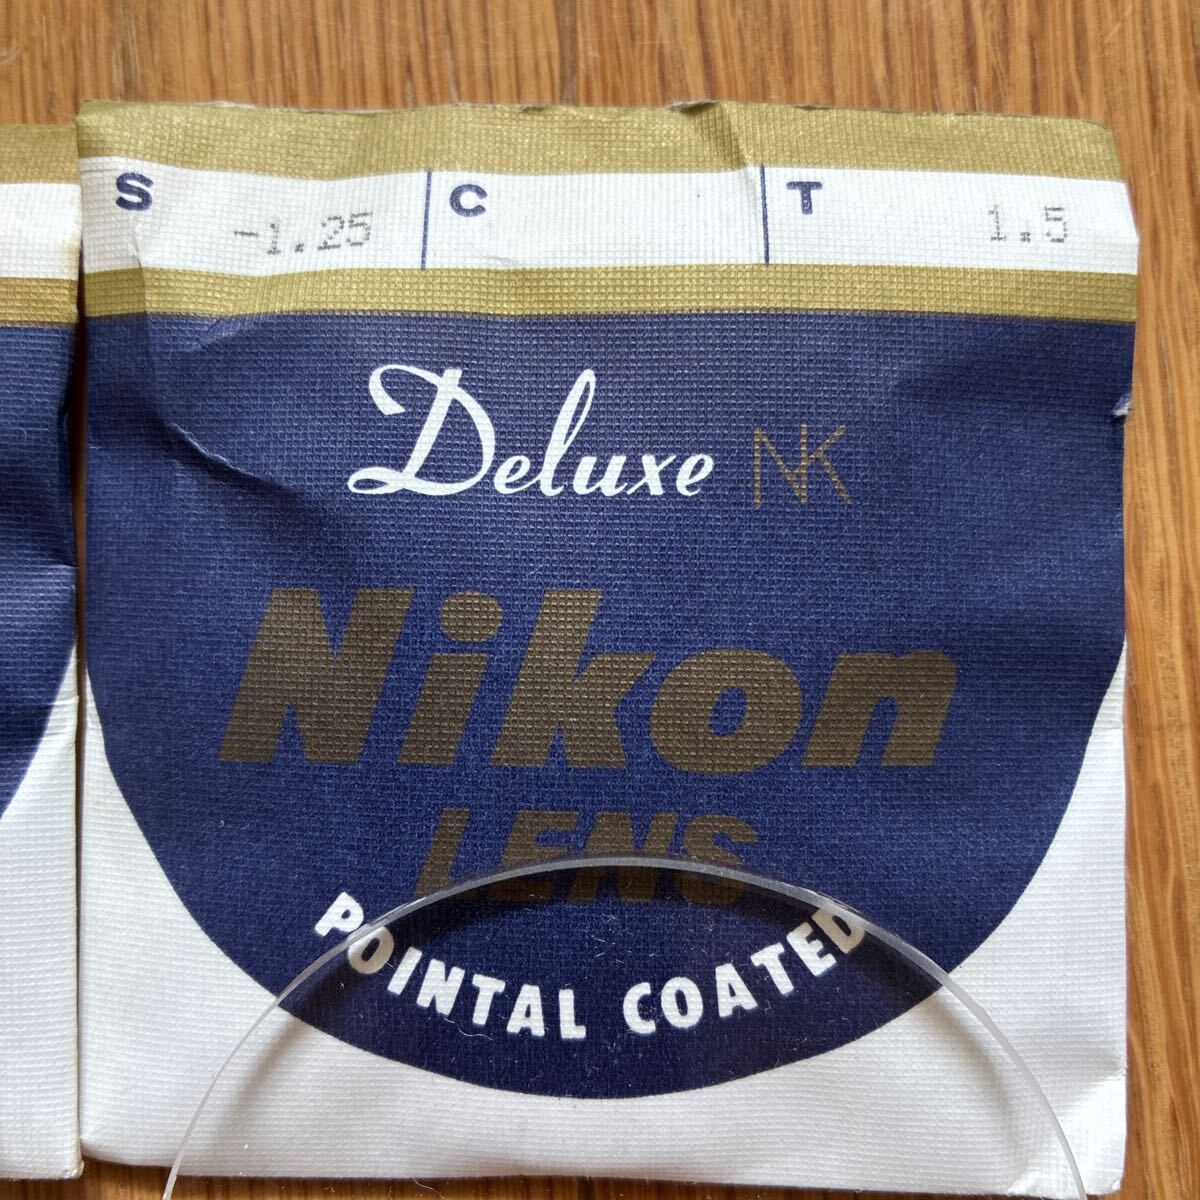 S -1.25 C T 1.5
Deluxe NK
Nikon
LENS
POINTAL COATED